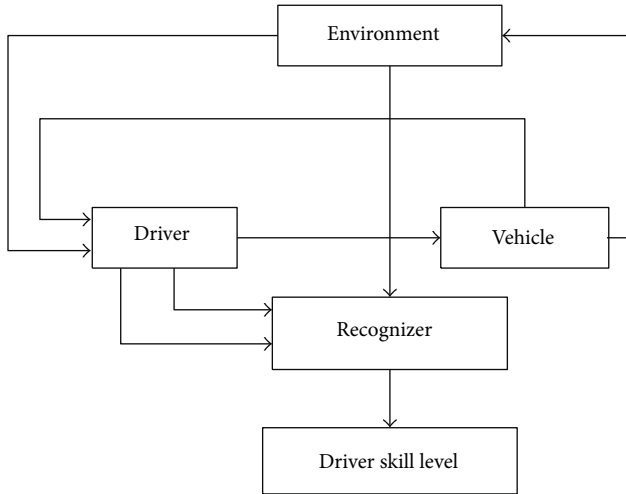 Environment
Driver
Vehicle
Recognizer
Driver skill level